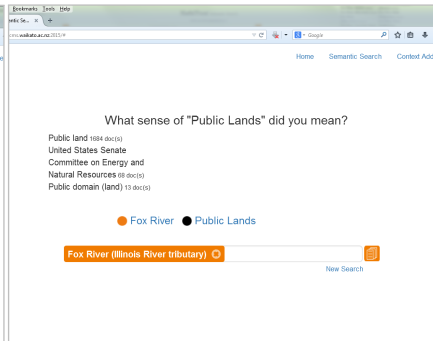 Bookmarks Tools Help
entic Se... × +
.waikato.ac.nz:2015/# Google
Home Semantic Search Context Add
What sense of "Public Lands" did you mean?
Public land 1684 doc(s)
United States Senate
Committee on Energy and
Natural Resources 68 doc(s)
Public domain (land) 13 doc(s)
Fox River Public Lands
Fox River (Illinois River tributary)
New Search